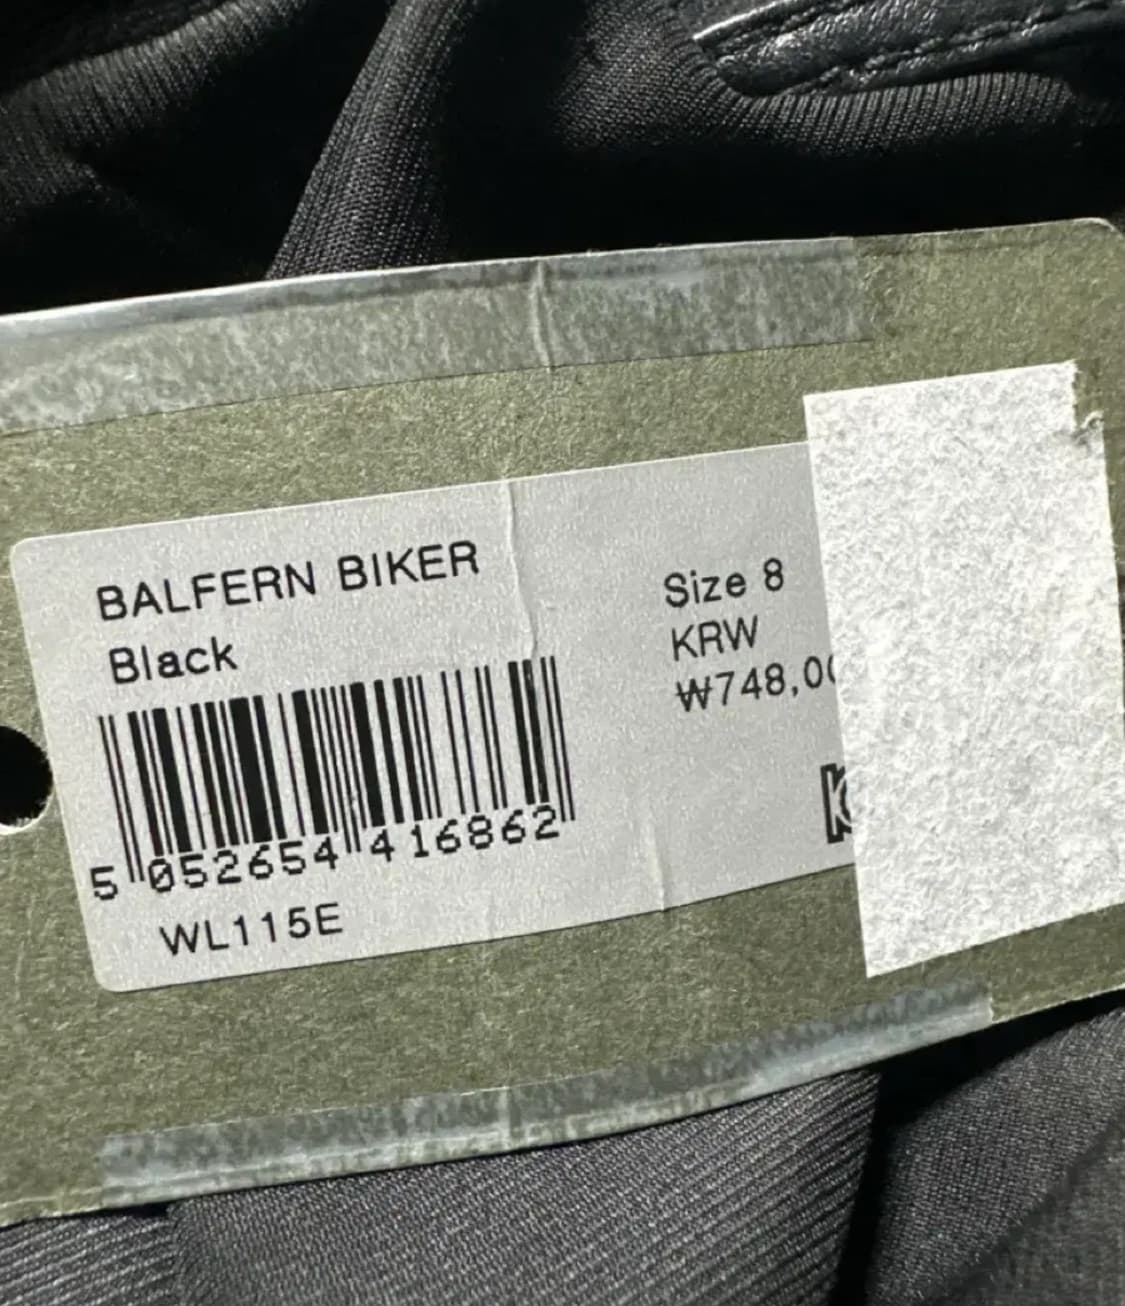 BALFERN BIKER
Black
5 052654 416862
WL115E
Size 8
KRW
₩748,0